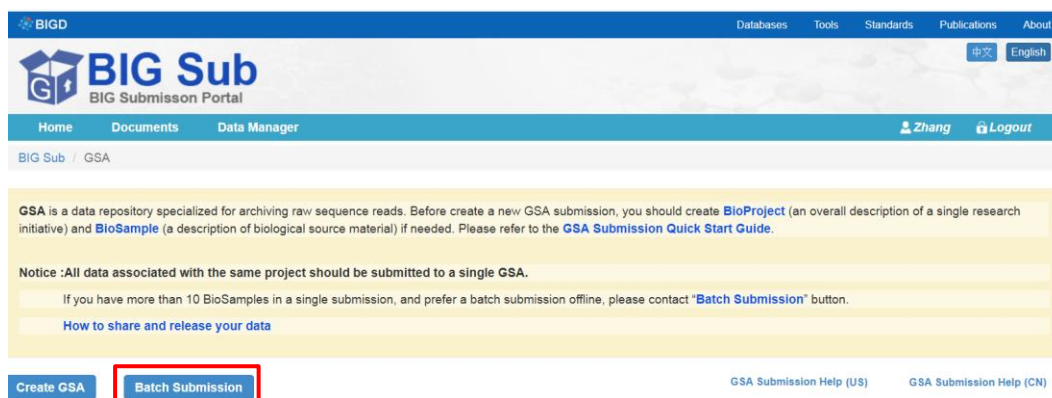 BIGD Databases Tools Standards Publications About
中文 English
BIG Sub
BIG Submisson Portal
Home Documents Data Manager Zhang Logout
BIG Sub / GSA
GSA is a data repository specialized for archiving raw sequence reads. Before create a new GSA submission, you should create BioProject (an overall description of a single research
initiative) and BioSample (a description of biological source material) if needed. Please refer to the GSA Submission Quick Start Guide.
Notice :All data associated with the same project should be submitted to a single GSA.
If you have more than 10 BioSamples in a single submission, and prefer a batch submission offline, please contact “Batch Submission” button.
How to share and release your data
Create GSA Batch Submission GSA Submission Help (US) GSA Submission Help (CN)